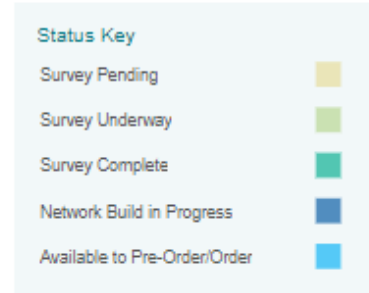 Status Key
Survey Pending
Survey Underway
Survey Complete
Network Build in Progress
Available to Pre-Order/Order